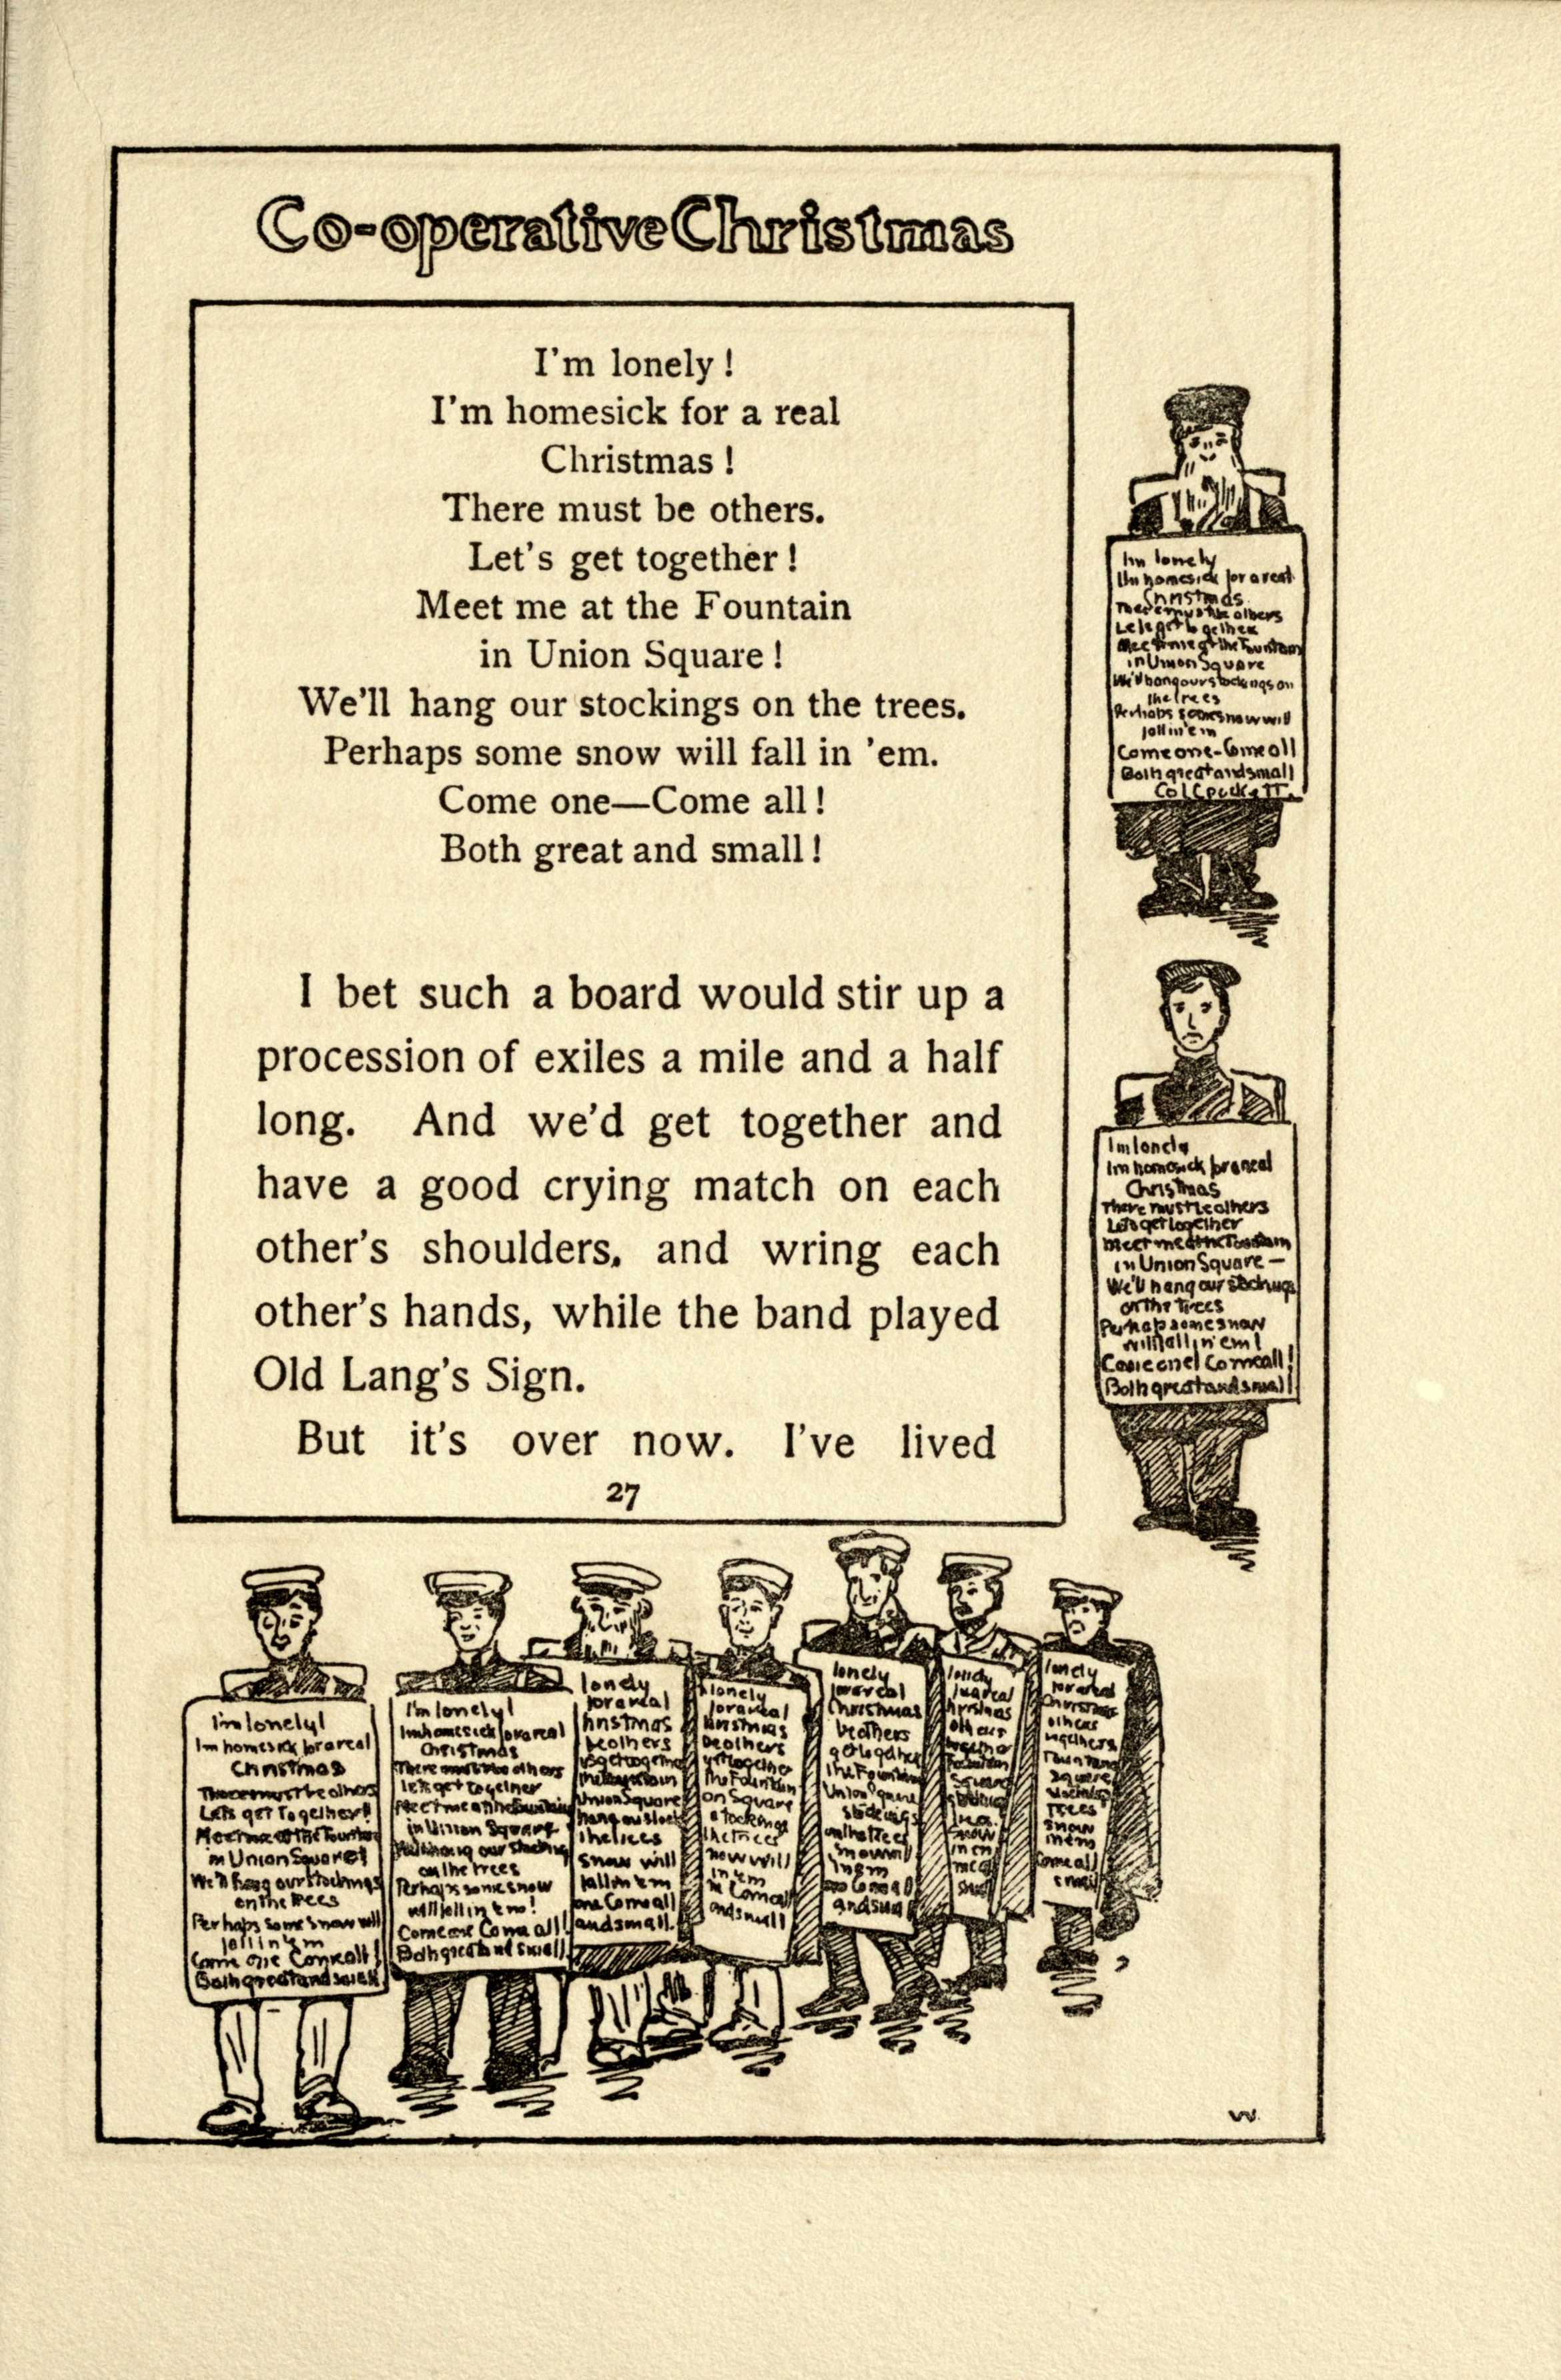 Co-operative Christmas
I'm lonely!
I'm homesick for a real
Christmas!
There must be others.
Let's get together!
Meet me at the Fountain
in Union Square!
We'll hang our stockings on the trees.
Perhaps some snow will fall in 'em.
Come one—Come all!
Both great and small!
I bet such a board would stir up a
procession of exiles a mile and a half
long. And we'd get together and
have a good crying match on each
other's shoulders, and wring each
other's hands, while the band played
Old Lang's Sign.
But it's over now. I've lived
27
Im lonely
Im homesick for a real
Christmas
There must be others
Lets get together
Meet me at the Fountain
in Union Square
We'll hang our stockings on
the trees
Perhaps some snow will
fall in 'em
Come one-Come all
Both great and small
Im lonely
Im homesick for a real
Christmas
There must be others
Lets get together
Meet me at the Fountain
in Union Square—
We'll hang our stockings
on the trees
Perhaps some snow
will fall in 'em!
Come one! Come all!
Both great and small!
I'm lonely!
Im homesick for a real
Christmas
There must be others
Lets get Together!!
Meet me at the Fountain
in Union Square!
We'll hang our stockings
on the trees
Perhaps some snow will
fall in 'em
Come one Come all!
Both great and small
I'm lonely!
Im homesick for a real
Christmas
There must be others
lets get together
Meet me at the Fountain
in Union Square
We'll hang our stockings
on the trees
Perhaps some snow
will fall in 'em!
Come one Come all!
Both great and small
lonely
for a real
hristmas
be others
the Fountain
Union Square
the trees
snow will
fall in 'em
one Come all
and small.
lonely
for a real
hristmas
be others
get together
the Fountain
on Square
stockings
the trees
now will
in 'em
Come all
and small
lonely
for a real
Christmas
be others
get together
the Fountain
Union Square
stockings
on the trees
snow will
in em
Come all
and small
lonely
for a real
hristmas
others
together
Fountain
Square
snow
in em
lonely
for a real
Christmas
others
together
Fountain
Square
stockings
Trees
snow
in em
Come all
small
W.